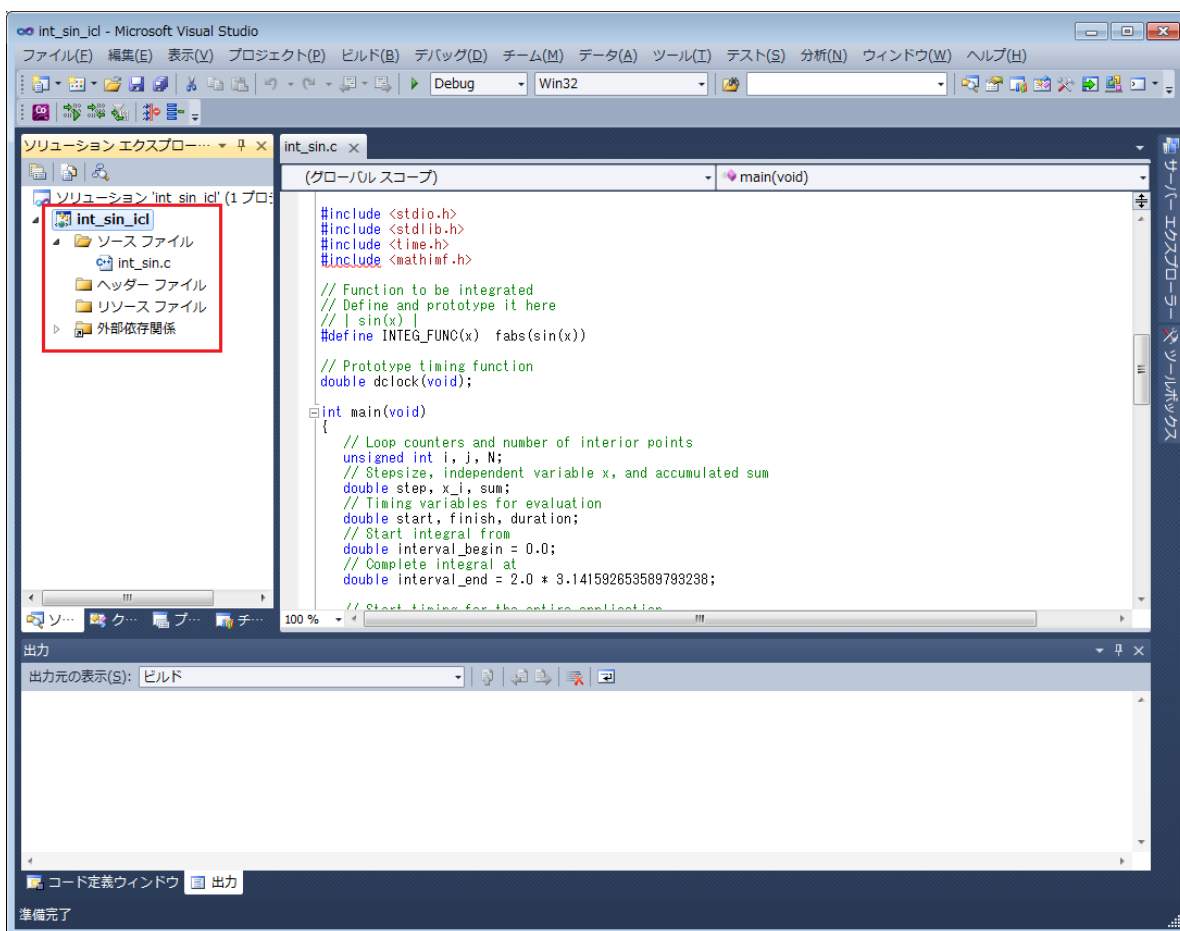 int_sin_icl - Microsoft Visual Studio
ファイル(F) 編集(E) 表示(V) プロジェクト(P) ビルド(B) デバッグ(D) チーム(M) データ(A) ツール(T) テスト(S) 分析(N) ウィンドウ(W) ヘルプ(H)
Debug Win32
ソリューション エクスプロー…
int_sin.c
(グローバル スコープ) main(void)
ソリューション 'int_sin_icl' (1 プロ
int_sin_icl
ソース ファイル
int_sin.c
ヘッダー ファイル
リソース ファイル
外部依存関係
#include <stdio.h>
#include <stdlib.h>
#include <time.h>
#include <mathimf.h>
// Function to be integrated
// Define and prototype it here
// | sin(x) |
#define INTEG_FUNC(x) fabs(sin(x))
// Prototype timing function
double dclock(void);
int main(void)
{
// Loop counters and number of interior points
unsigned int i, j, N;
// Stepsize, independent variable x, and accumulated sum
double step, x_i, sum;
// Timing variables for evaluation
double start, finish, duration;
// Start integral from
double interval_begin = 0.0;
// Complete integral at
double interval_end = 2.0 * 3.141592653589793238;
// Start timing for the entire application
100 %
ソ… ク… プ… チ…
サーバー エクスプローラー
ツールボックス
出力
出力元の表示(S): ビルド
コード定義ウィンドウ 出力
準備完了